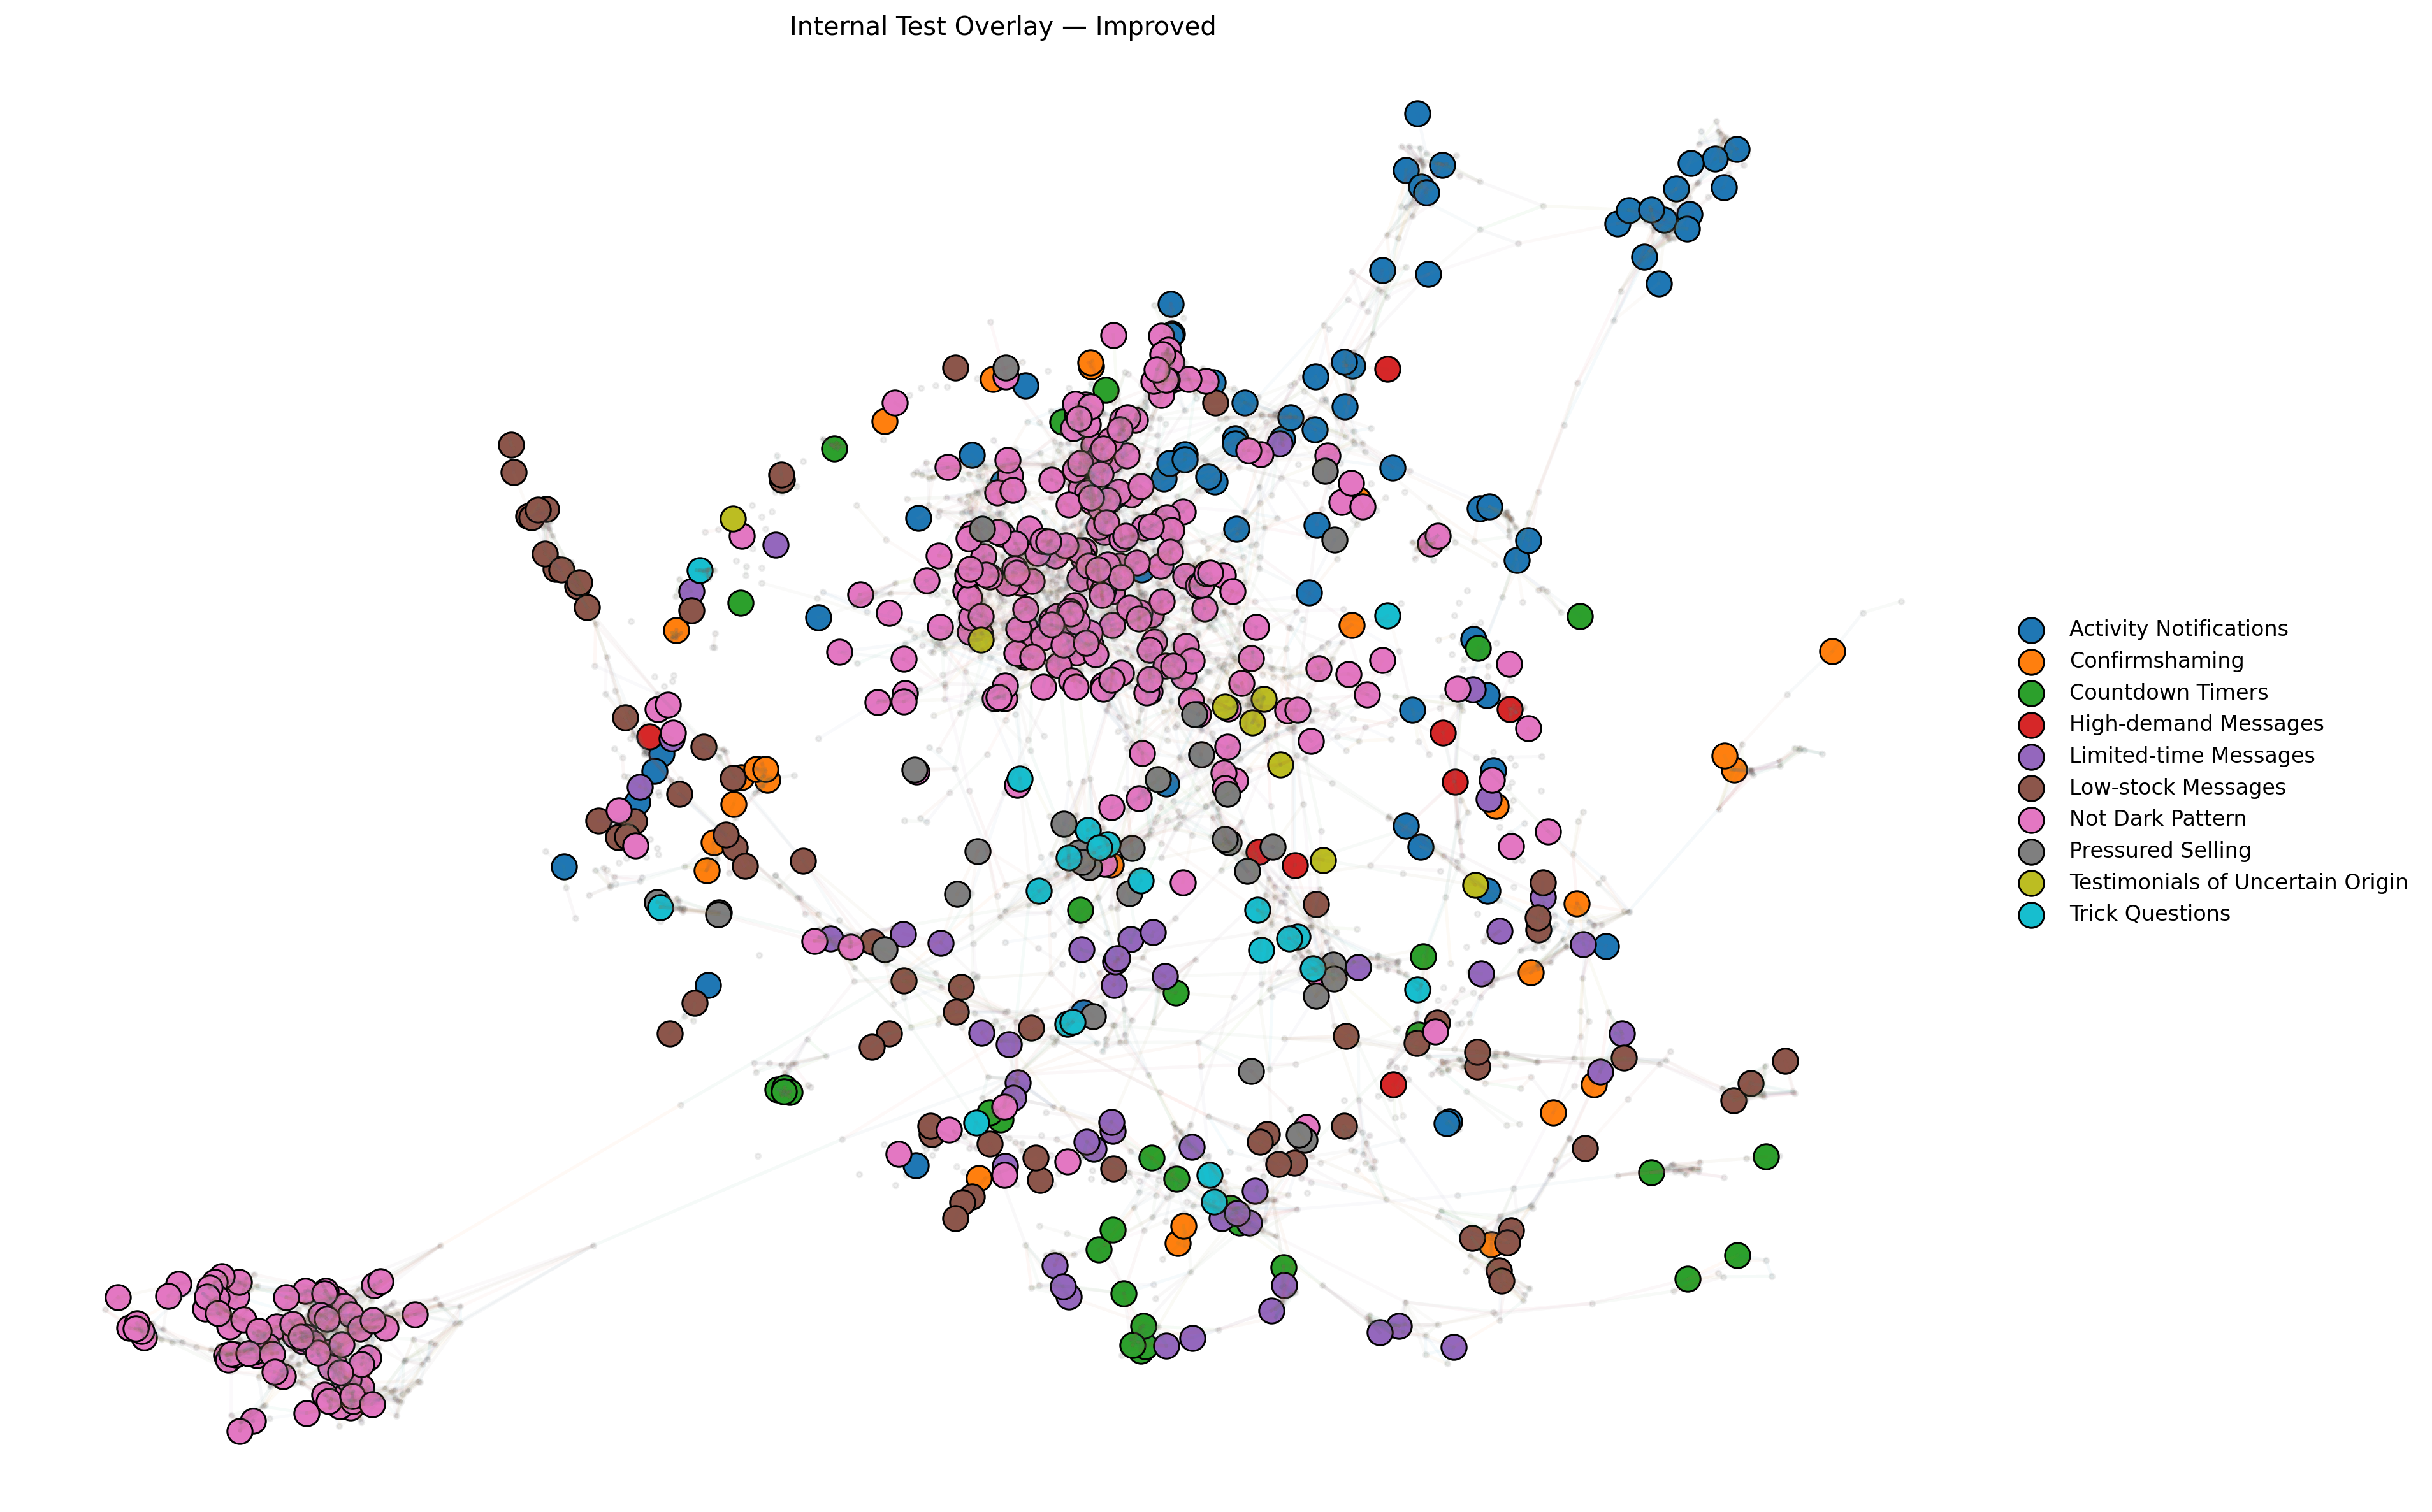 Internal Test Overlay — Improved
Activity Notifications
Confirmshaming
Countdown Timers
High-demand Messages
Limited-time Messages
Low-stock Messages
Not Dark Pattern
Pressured Selling
Testimonials of Uncertain Origin
Trick Questions